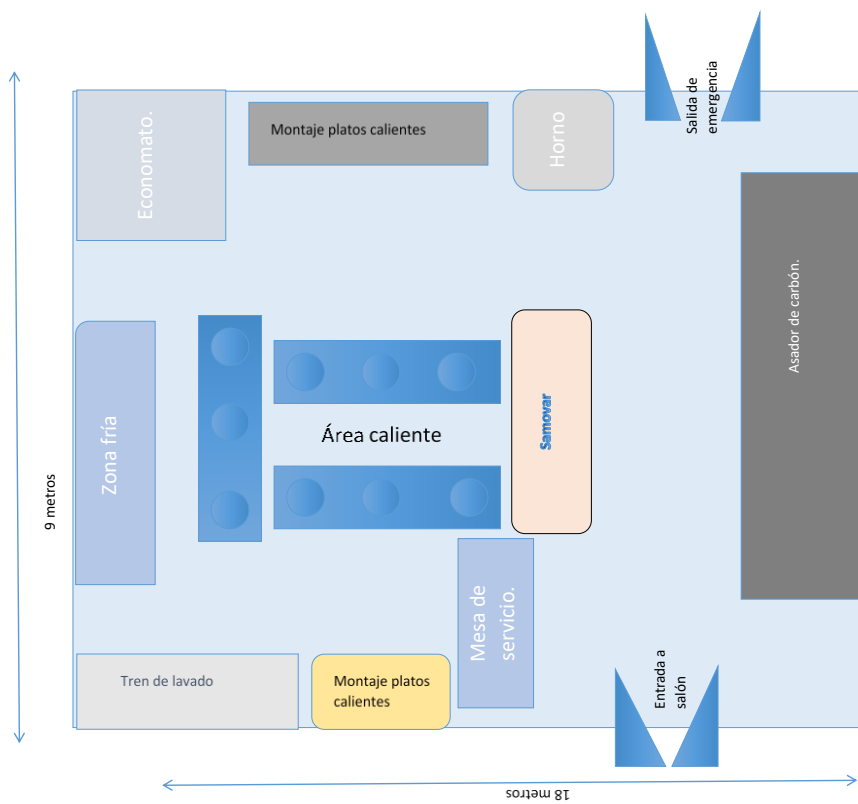 Economato.
Montaje platos calientes
Horno
Salida de
emergencia
Asador de carbón.
Zona fría
Área caliente
Samovar
9 metros
Mesa de
servicio.
Tren de lavado
Montaje platos
calientes
Entrada a
salón
18 metros